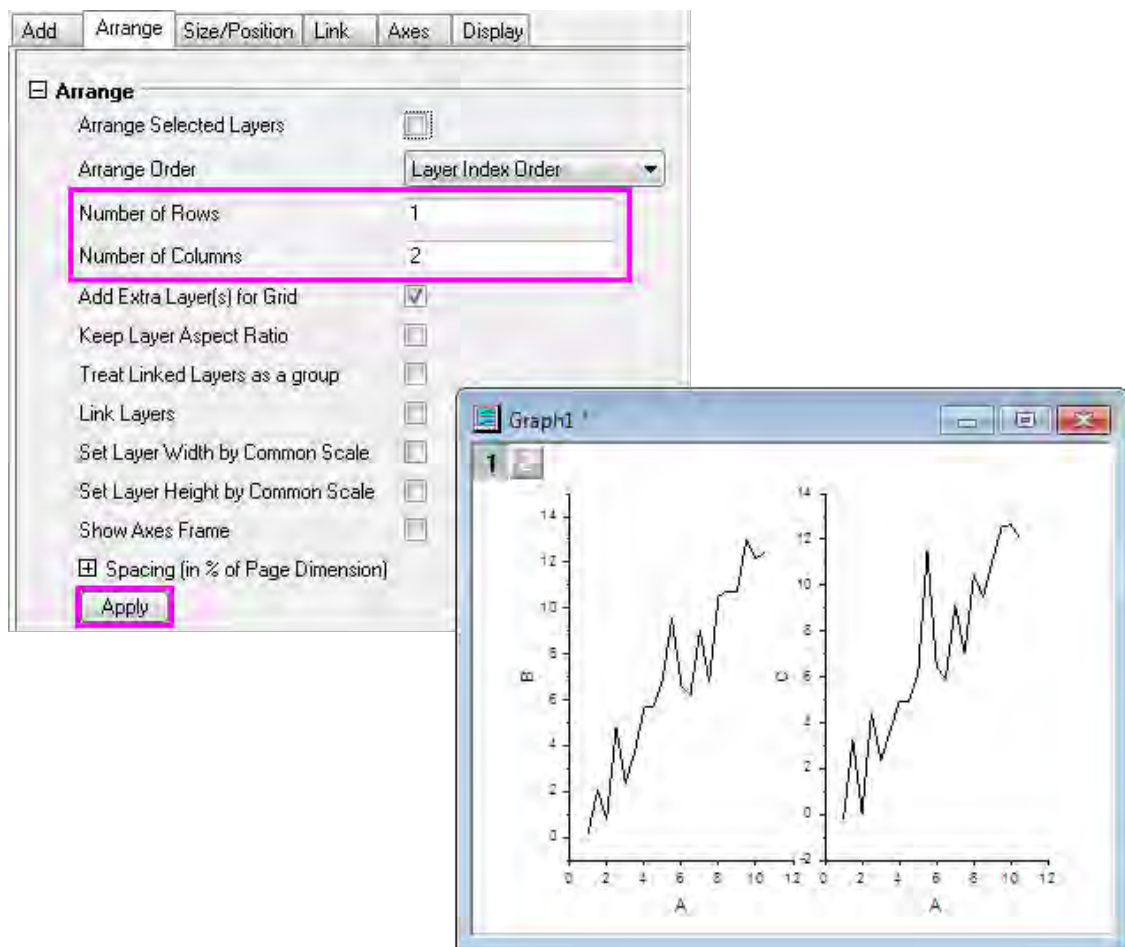 Add Arrange Size/Position Link Axes Display
Arrange
Arrange Selected Layers
Arrange Order Layer Index Order
Number of Rows 1
Number of Columns 2
Add Extra Layer(s) for Grid
Keep Layer Aspect Ratio
Treat Linked Layers as a group
Link Layers
Set Layer Width by Common Scale
Set Layer Height by Common Scale
Show Axes Frame
Spacing (in % of Page Dimension)
Apply
Graph1 *
1
14
12
10
8
6
4
2
0
B
0 2 4 6 8 10 12
A
14
12
10
8
6
4
2
0
-2
C
0 2 4 6 8 10 12
A